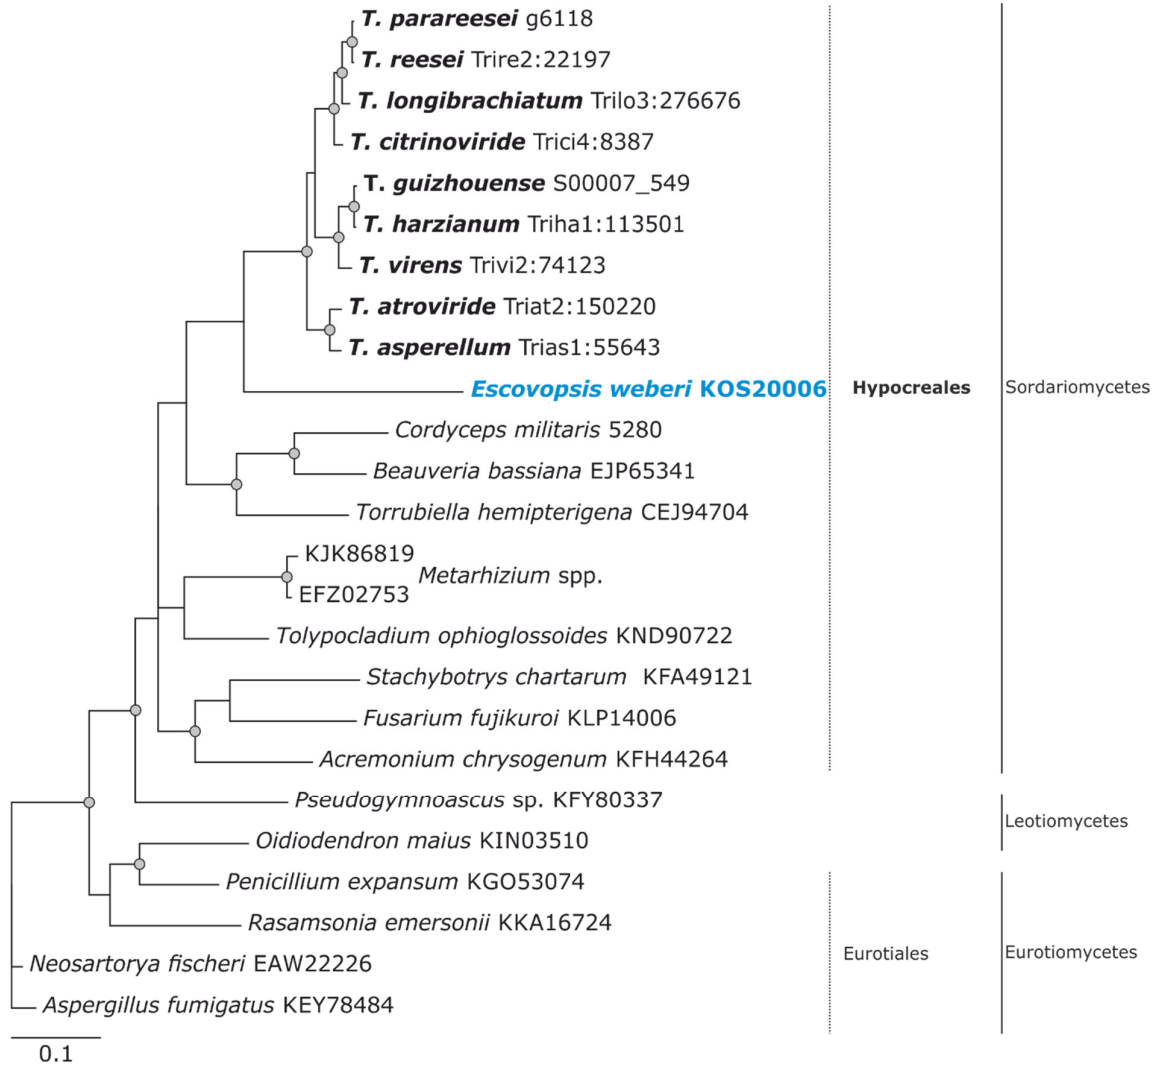 T. parareesei g6118
T. reesei Trire2:22197
T. longibrachiatum Trilo3:276676
T. citrinoviride Trici4:8387
T. guizhouense S00007_549
T. harzianum Triha1:113501
T. virens Trivi2:74123
T. atroviride Triat2:150220
T. asperellum Trias1:55643
Escovopsis weberi KOS20006 Hypocreales Sordariomycetes
Cordyceps militaris 5280
Beauveria bassiana EJP65341
Torrubiella hemipterigena CEJ94704
KJK86819
Metarhizium spp.
EFZ02753
Tolypocladium ophioglossoides KND90722
Stachybotrys chartarum KFA49121
Fusarium fujikuroi KLP14006
Acremonium chrysogenum KFH44264
Pseudogymnoascus sp. KFY80337
Leotiomycetes
Oidiodendron maius KIN03510
Penicillium expansum KGO53074
Rasamsonia emersonii KKA16724
Eurotiales Eurotiomycetes
Neosartorya fischeri EAW22226
Aspergillus fumigatus KEY78484
0.1